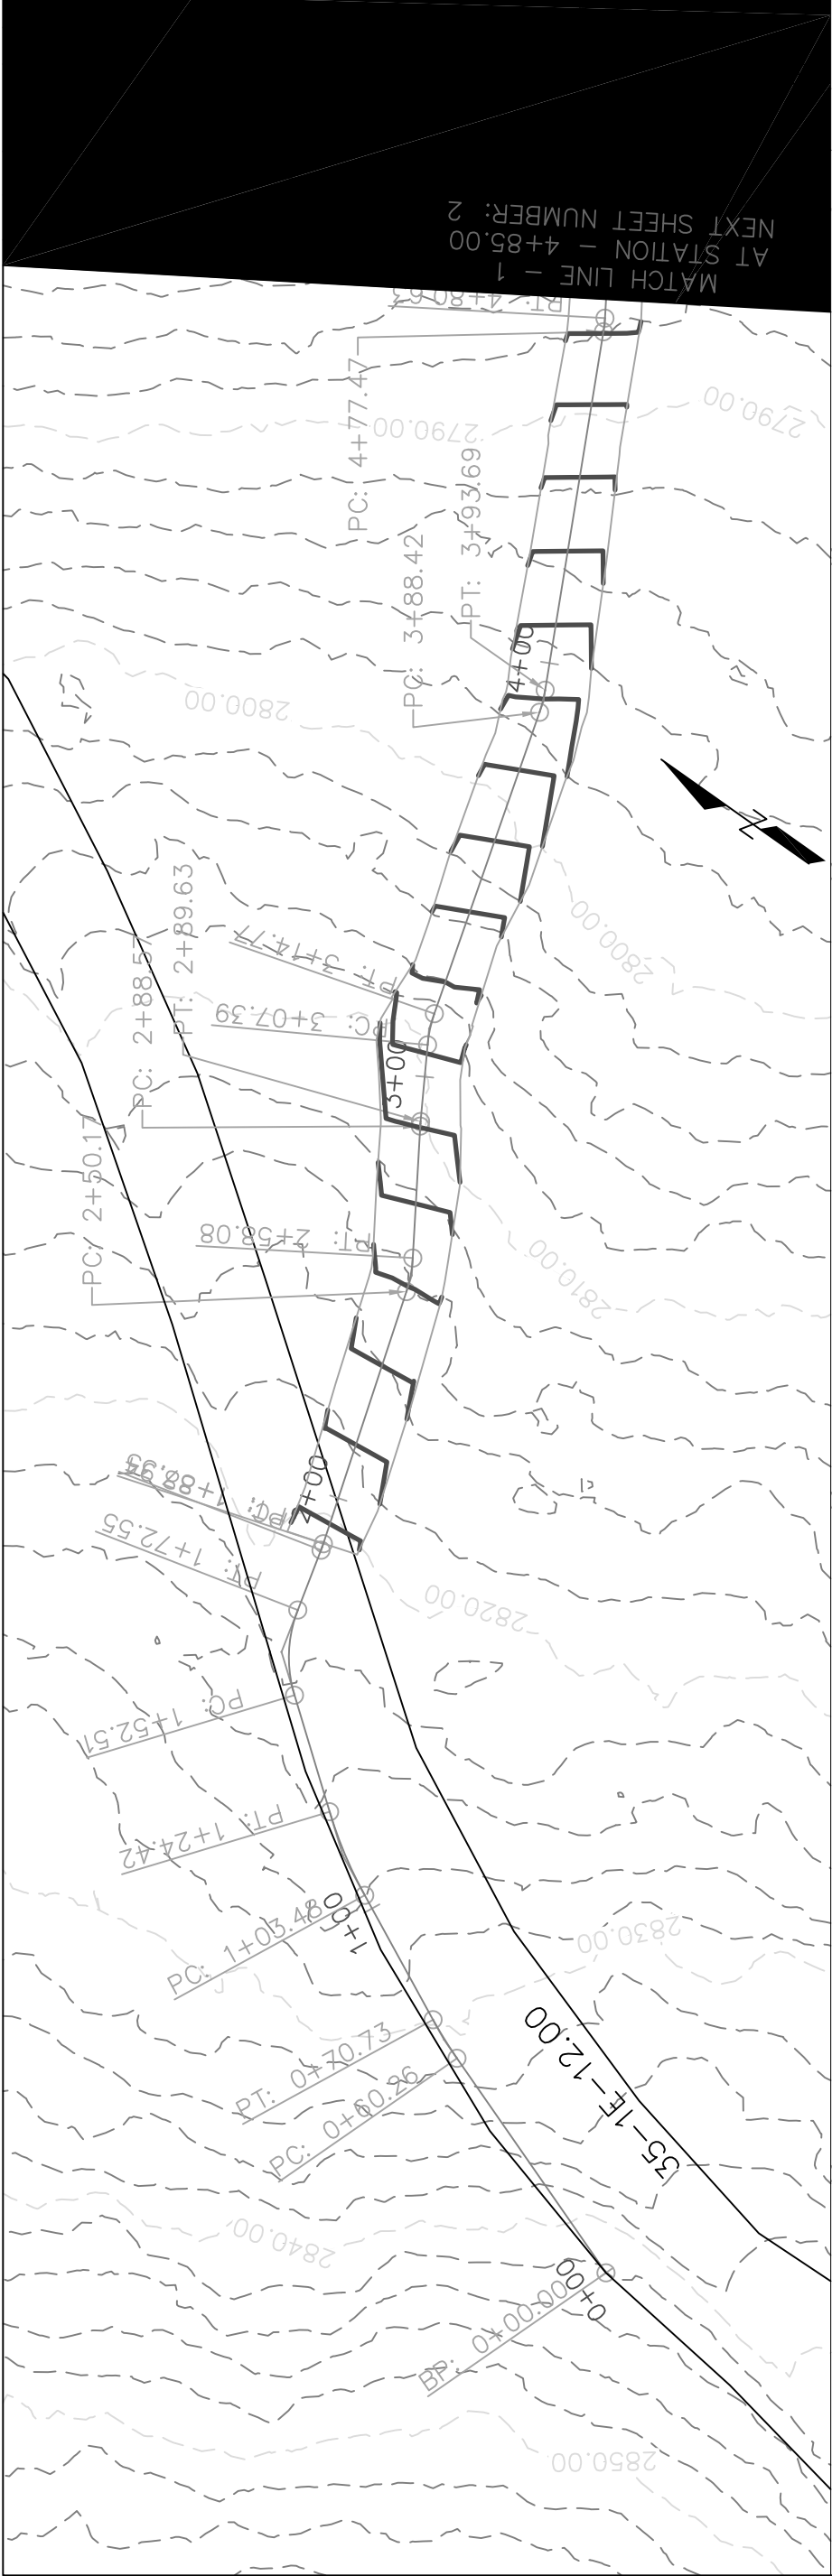 MATCH LINE - 1
AT STATION - 4+85.00
NEXT SHEET NUMBER: 2
PT: 4+80.63
PC: 4+77.47
2790.00
2790.00
PT: 3+93.69
PC: 3+88.42
4+00
2800.00
N
PT: 2+89.63
PC: 2+88.57
PT: 3+14.77
2800.00
PC: 3+07.39
3+00
PC: 2+50.17
PT: 2+58.08
2810.00
2+00
PT: 1+72.55
2820.00
PC: 1+52.51
PT: 1+24.42
PC: 1+03.48
1+00
2830.00
PT: 0+70.73
PC: 0+60.26
35-1E-12.00
2840.00
BP: 0+00.00
0+00
2850.00